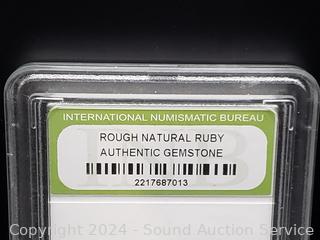 INTERNATIONAL NUMISMATIC BUREAU
ROUGH NATURAL RUBY
AUTHENTIC GEMSTONE
2217687013
Copyright 2024 - Sound Auction Service